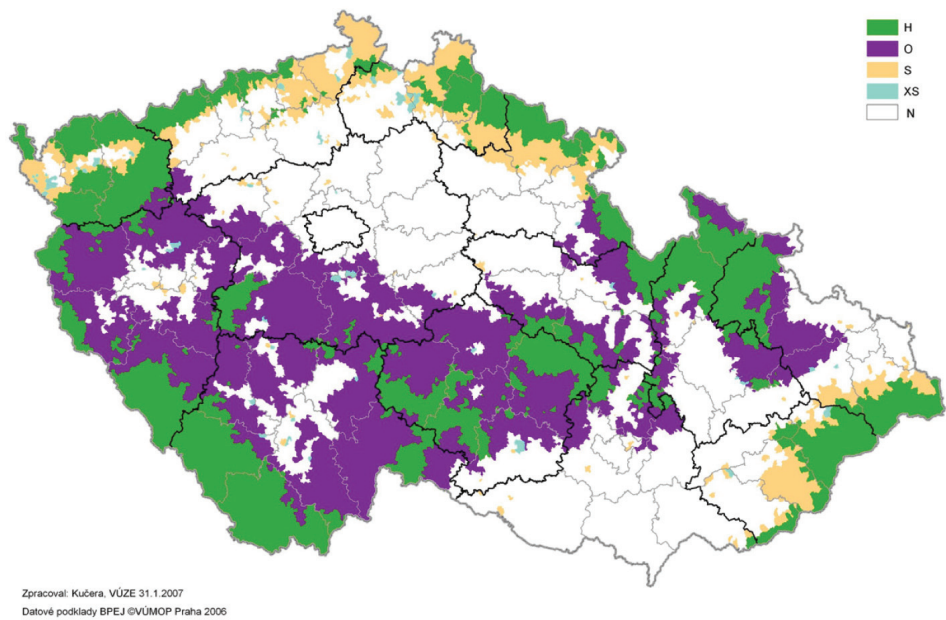 H
O
S
XS
N
Zpracoval: Kučera, VÚZE 31.1.2007
Datové podklady BPEJ ©VÚMOP Praha 2006